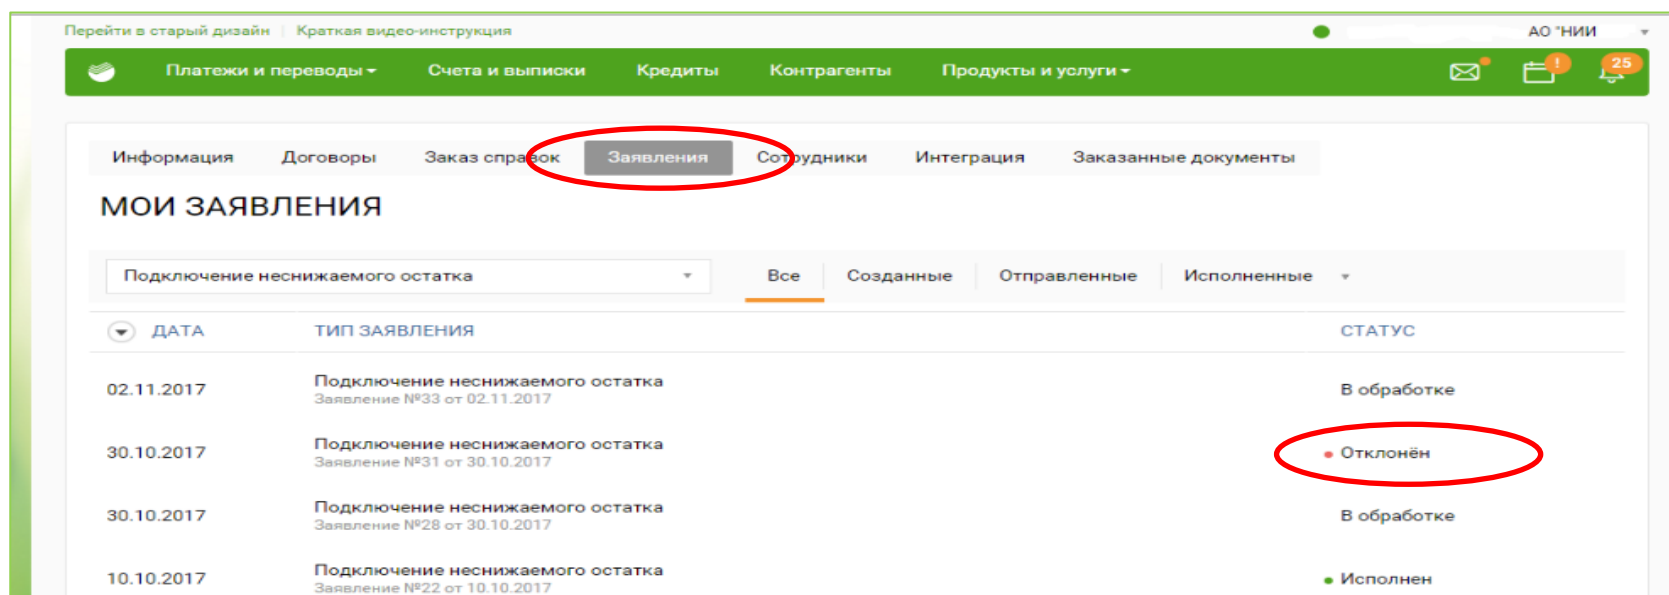 Перейти в старый дизайн Краткая видео-инструкция АО "НИИ
Платежи и переводы Счета и выписки Кредиты Контрагенты Продукты и услуги ! 25
Информация Договоры Заказ справок Заявления Сотрудники Интеграция Заказанные документы
МОИ ЗАЯВЛЕНИЯ
Подключение неснижаемого остатка Все Созданные Отправленные Исполненные
ДАТА ТИП ЗАЯВЛЕНИЯ СТАТУС
02.11.2017 Подключение неснижаемого остатка В обработке
Заявление №33 от 02.11.2017
30.10.2017 Подключение неснижаемого остатка Отклонён
Заявление №31 от 30.10.2017
30.10.2017 Подключение неснижаемого остатка В обработке
Заявление №28 от 30.10.2017
10.10.2017 Подключение неснижаемого остатка Исполнен
Заявление №22 от 10.10.2017